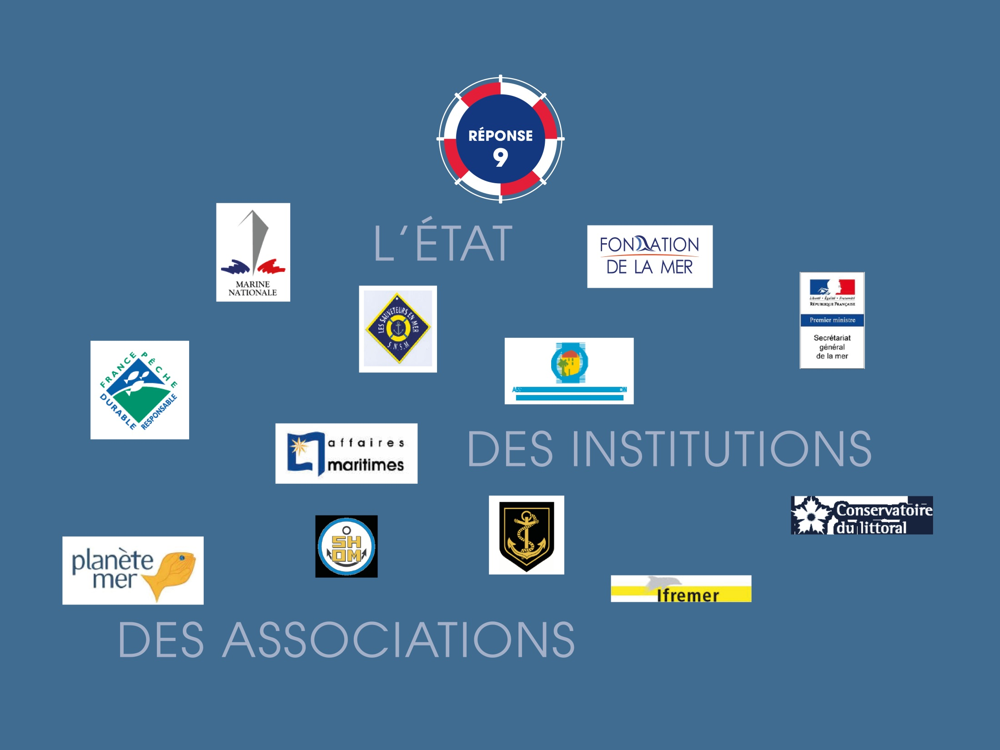 RÉPONSE
9
L'ÉTAT
MARINE
NATIONALE
FONDATION
DE LA MER
LES SAUVETEURS EN MER
S.N.S.M
Liberté • Égalité • Fraternité
RÉPUBLIQUE FRANÇAISE
Premier ministre
Secrétariat
général
de la mer
FRANCE PÊCHE
DURABLE RESPONSABLE
affaires
maritimes
DES INSTITUTIONS
Conservatoire
du littoral
SH
OM
planète
mer
Ifremer
DES ASSOCIATIONS